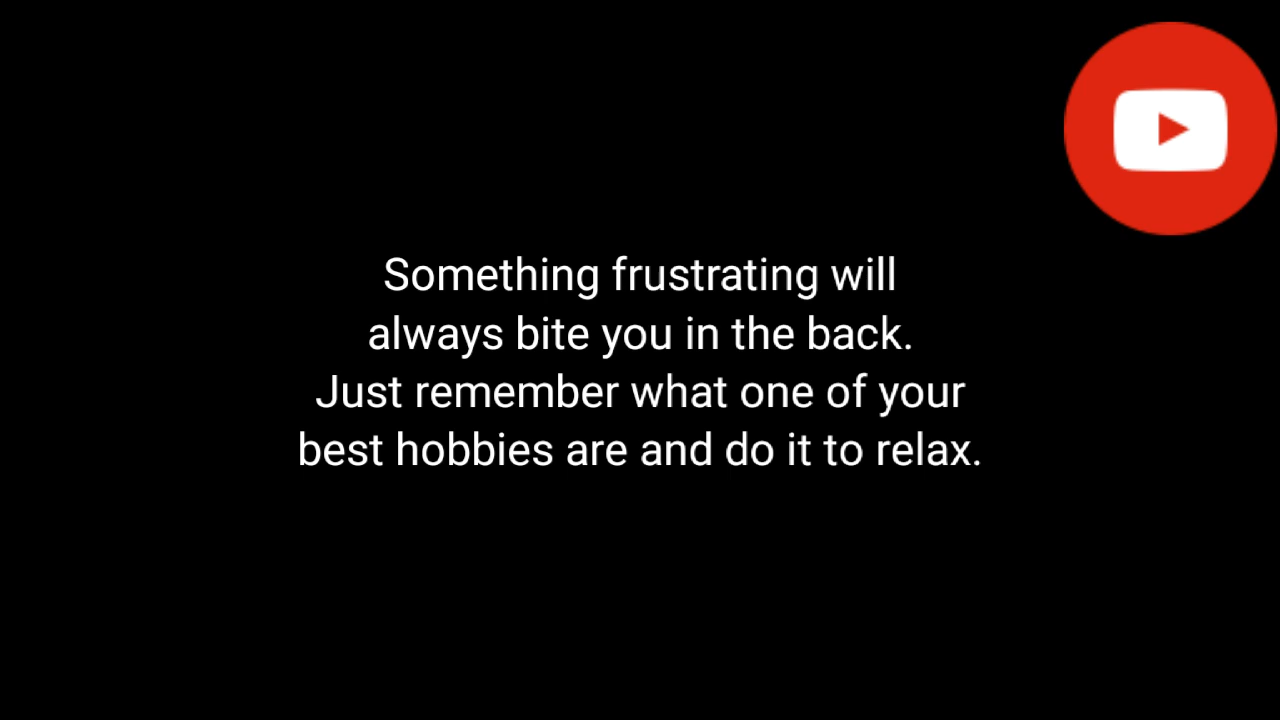 Something frustrating will
always bite you in the back.
Just remember what one of your
best hobbies are and do it to relax.